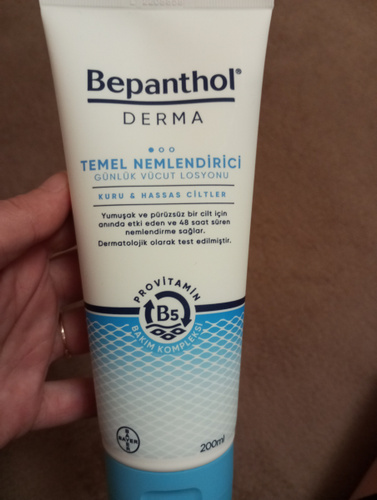 Bepanthol®
DERMA
TEMEL NEMLENDİRİCİ
GÜNLÜK VÜCUT LOSYONU
KURU & HASSAS CİLTLER
Yumuşak ve pürüzsüz bir cilt için
anında etki eden ve 48 saat süren
nemlendirme sağlar.
Dermatolojik olarak test edilmiştir.
PROVİTAMİN
B5
BAKIM KOMPLEKSİ
BAYER
200ml